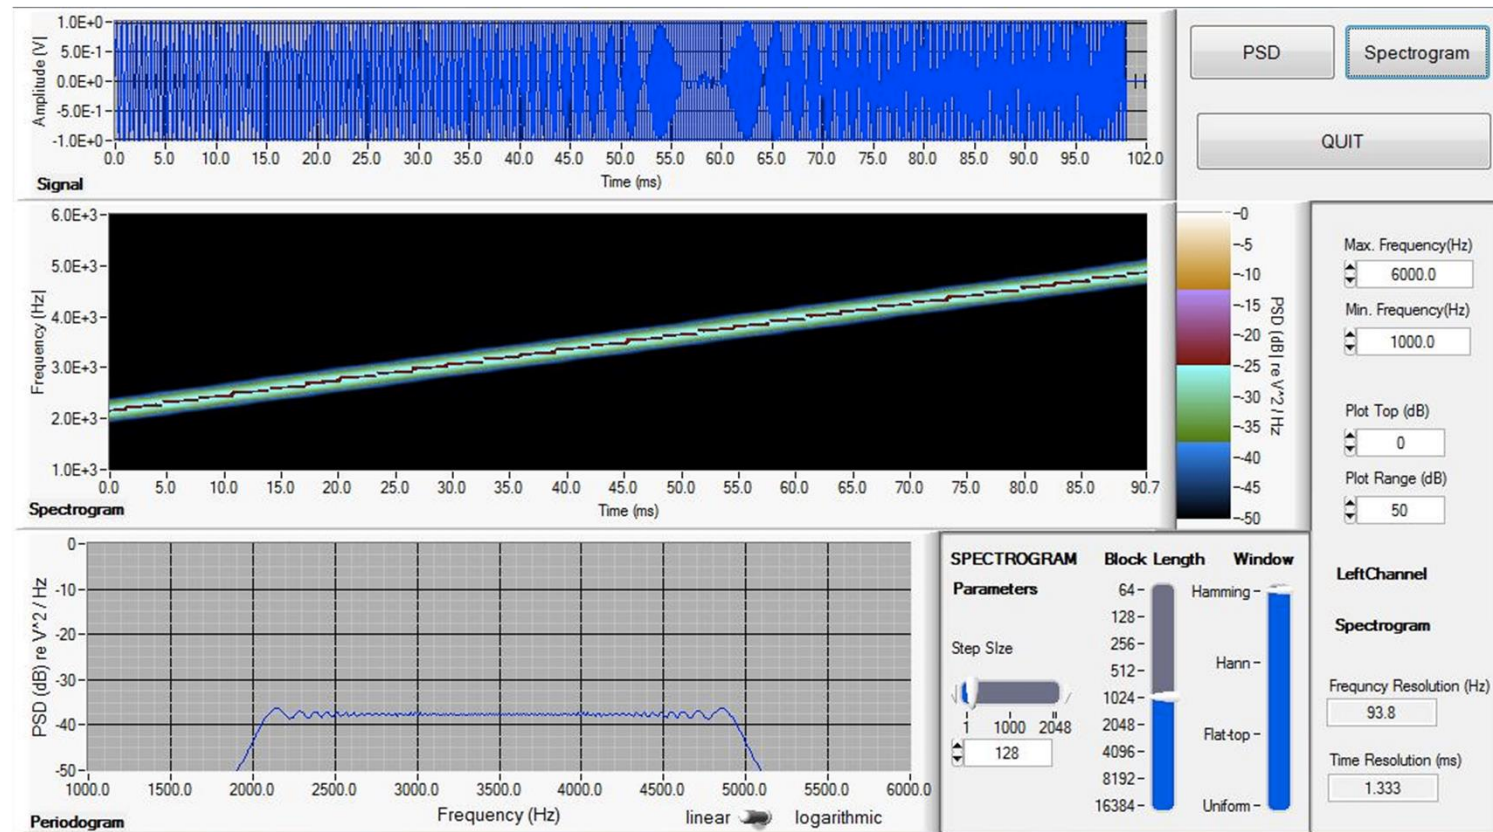 1.0E+0
5.0E-1
0.0E+0
-5.0E-1
-1.0E+0
Amplitude (V|
0.0 5.0 10.0 15.0 20.0 25.0 30.0 35.0 40.0 45.0 50.0 55.0 60.0 65.0 70.0 75.0 80.0 85.0 90.0 95.0 102.0
Time (ms)
Signal
PSD Spectrogram
QUIT
6.0E+3
5.0E+3
4.0E+3
3.0E+3
2.0E+3
1.0E+3
Frequency (Hz|
0.0 5.0 10.0 15.0 20.0 25.0 30.0 35.0 40.0 45.0 50.0 55.0 60.0 65.0 70.0 75.0 80.0 85.0 90.7
Time (ms)
Spectrogram
-0
-5
-10
-15
-20
-25
-30
-35
-40
-45
-50
PSD (dB| re V^2 / Hz
Max. Frequency(Hz)
6000.0
Min. Frequency(Hz)
1000.0
Plot Top (dB)
0
Plot Range (dB)
50
LeftChannel
Spectrogram
Frequncy Resolution (Hz)
93.8
Time Resolution (ms)
1.333
0
-10
-20
-30
-40
-50
PSD (dB) re V^2 / Hz
1000.0 1500.0 2000.0 2500.0 3000.0 3500.0 4000.0 4500.0 5000.0 5500.0 6000.0
Frequency (Hz)
linear logarithmic
Periodogram
SPECTROGRAM
Parameters
Step SIze
1 1000 2048
128
Block Length
64
128
256
512
1024
2048
4096
8192
16384
Window
Hamming
Hann
Flat-top
Uniform